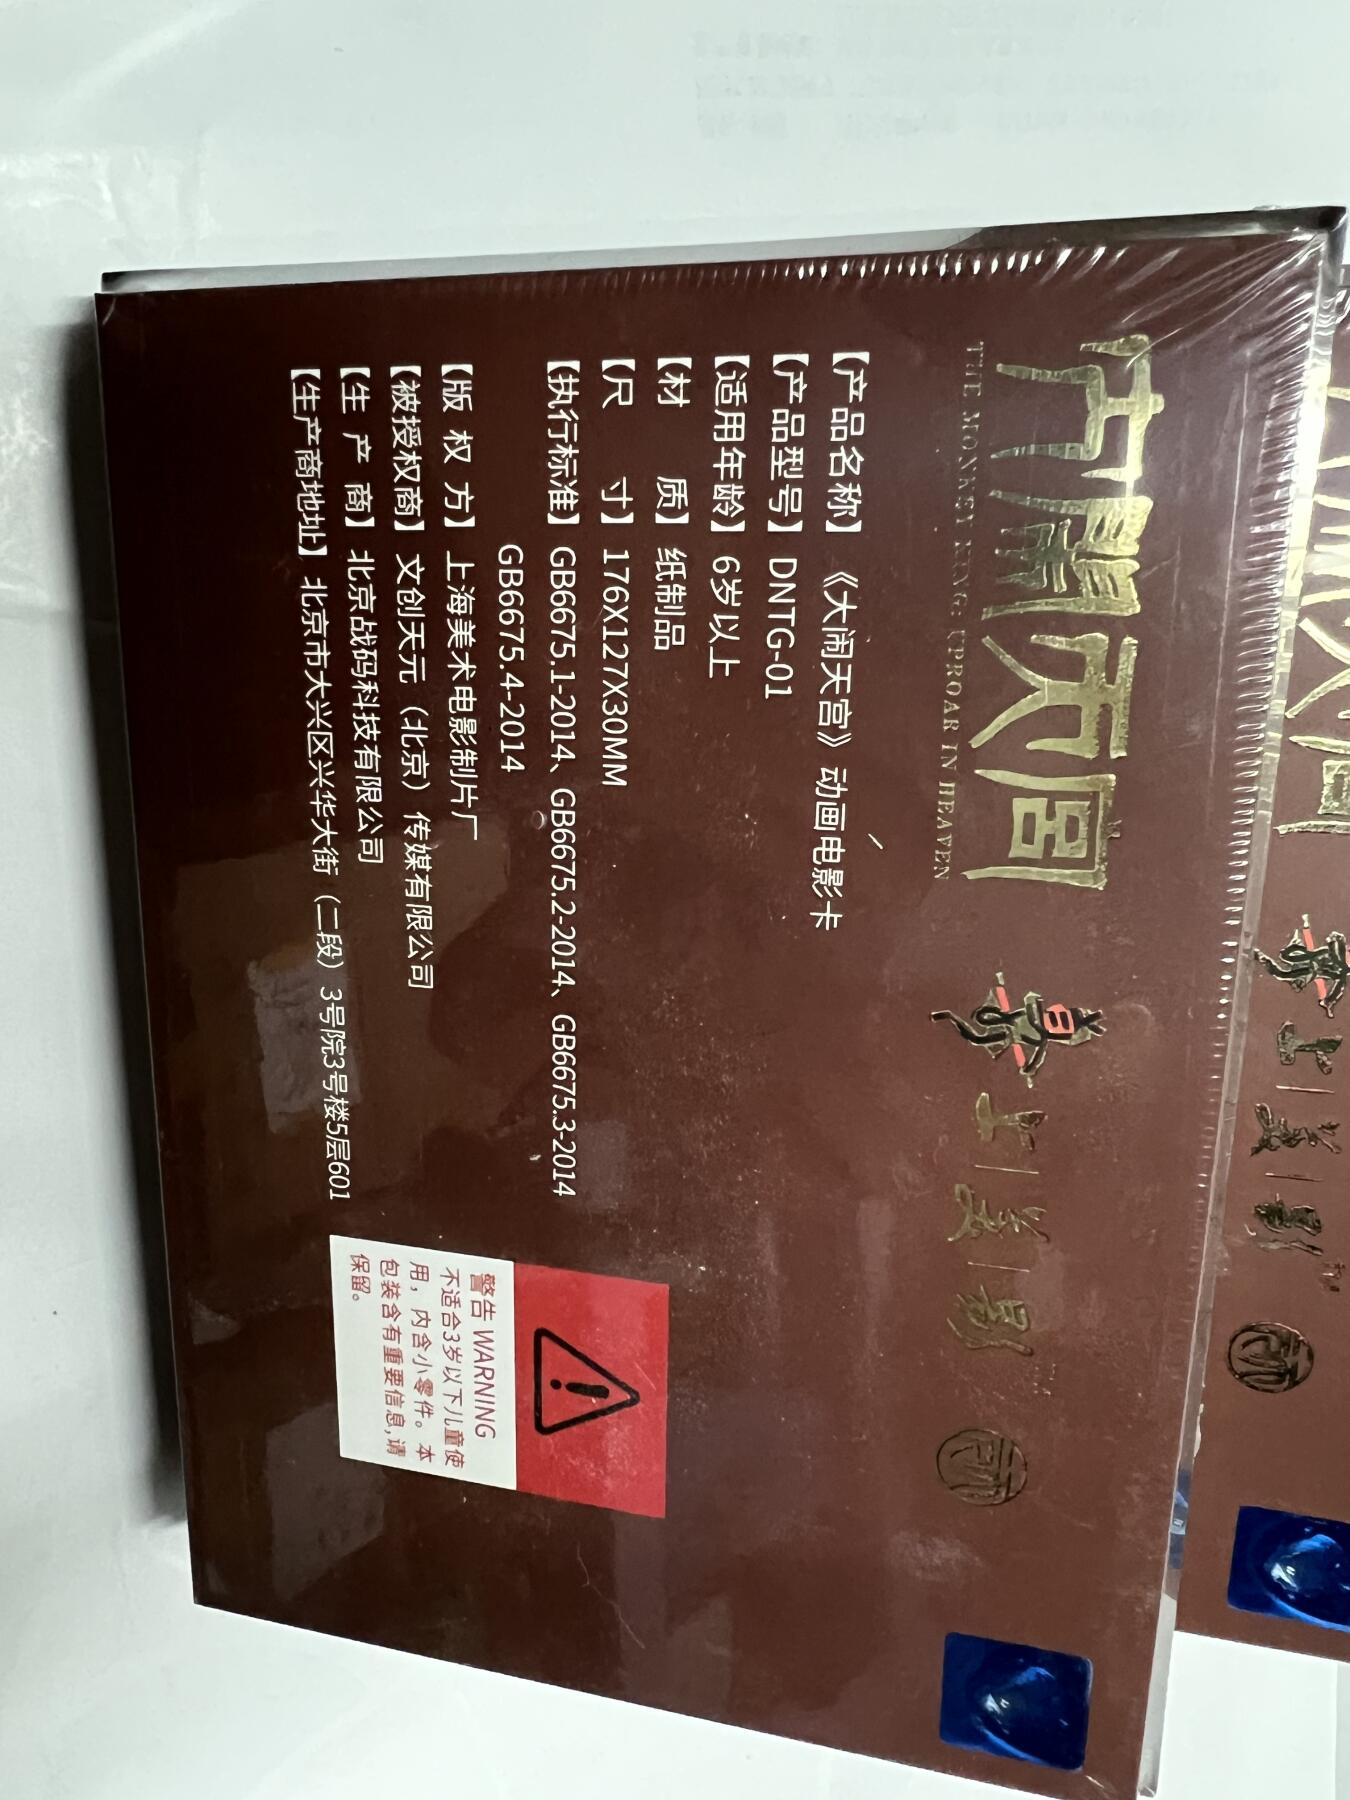 大闹天宫
THE MONKEY KING: UPROAR IN HEAVEN
上|美|影
【产品名称】《大闹天宫》动画电影卡
【产品型号】DNTG-01
【适用年龄】6岁以上
【材 质】纸制品
【尺 寸】176X127X30MM
【执行标准】GB6675.1-2014、GB6675.2-2014、GB6675.3-2014
GB6675.4-2014
【版 权 方】上海美术电影制片厂
【被授权商】文创天元（北京）传媒有限公司
【生 产 商】北京战码科技有限公司
【生产商地址】北京市大兴区兴华大街（二段）3号院3号楼5层601
警告 WARNING
不适合3岁以下儿童使
用，内含小零件。本
包装含有重要信息,请
保留。
上|美|影